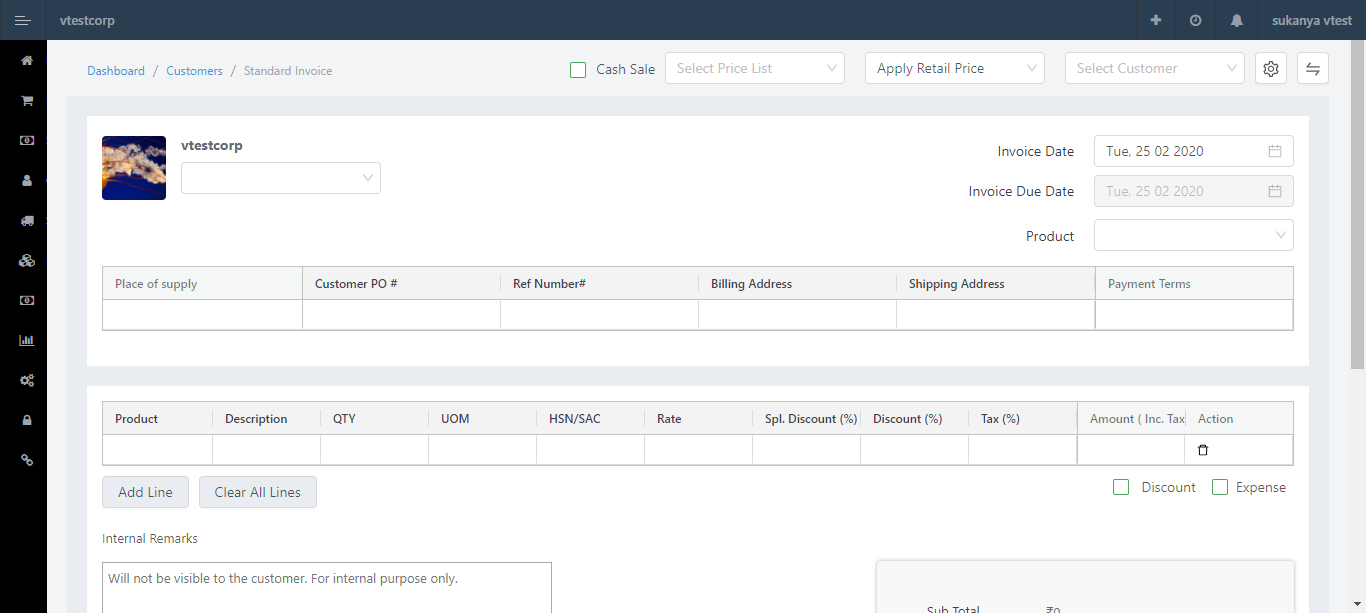 vtestcorp
sukanya vtest
Dashboard / Customers / Standard Invoice
Cash Sale
Select Price List
Apply Retail Price
Select Customer
vtestcorp
Invoice Date
Tue, 25 02 2020
Invoice Due Date
Tue, 25 02 2020
Product
Place of supply
Customer PO #
Ref Number#
Billing Address
Shipping Address
Payment Terms
Product
Description
QTY
UOM
HSN/SAC
Rate
Spl. Discount (%)
Discount (%)
Tax (%)
Amount ( Inc. Tax
Action
Add Line
Clear All Lines
Discount
Expense
Internal Remarks
Will not be visible to the customer. For internal purpose only.
Sub Total
₹0